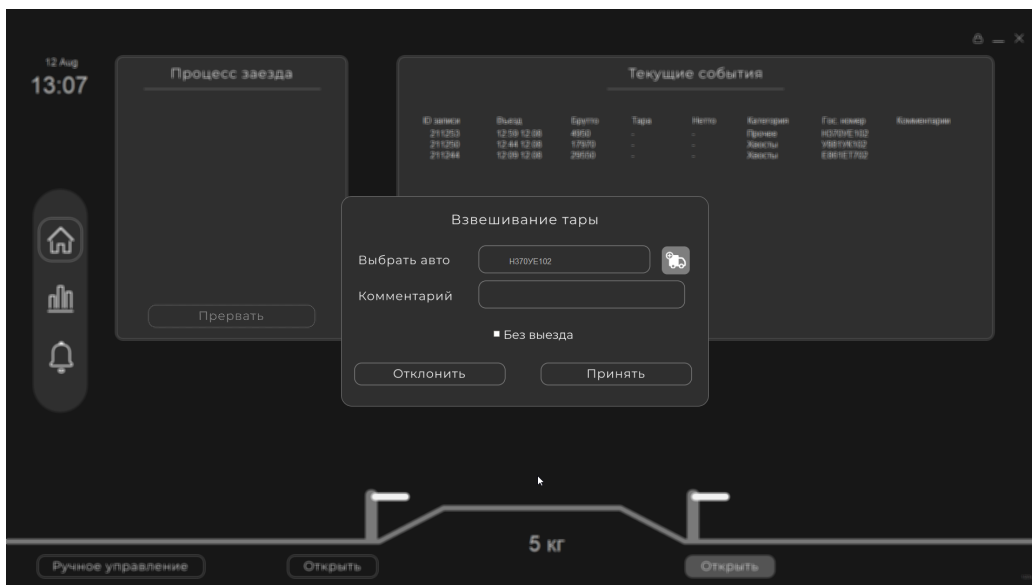 12 Aug
13:07
Процесс заезда
Текущие события
ID записи Въезд Брутто Тара Нетто Категория Гос. номер Комментарии
211253 12:59 12.08 4950 - - Прочее Н370УЕ102
211250 12:44 12.08 17970 - - Хвосты
211244 12:09 12.08 29550 - - Хвосты
Взвешивание тары
Выбрать авто Н370УЕ102
Комментарий
Прервать
Без выезда
Отклонить Принять
5 кг
Ручное управление Открыть Открыть